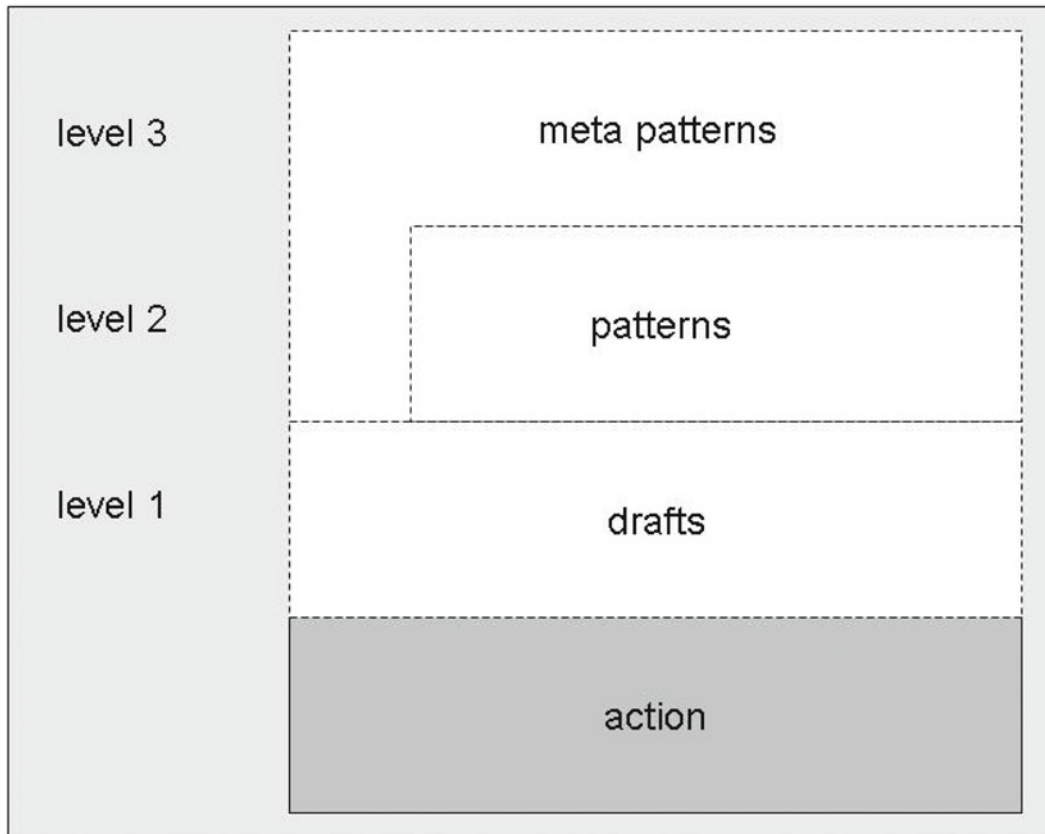 level 3
meta patterns
level 2
patterns
level 1
drafts
action